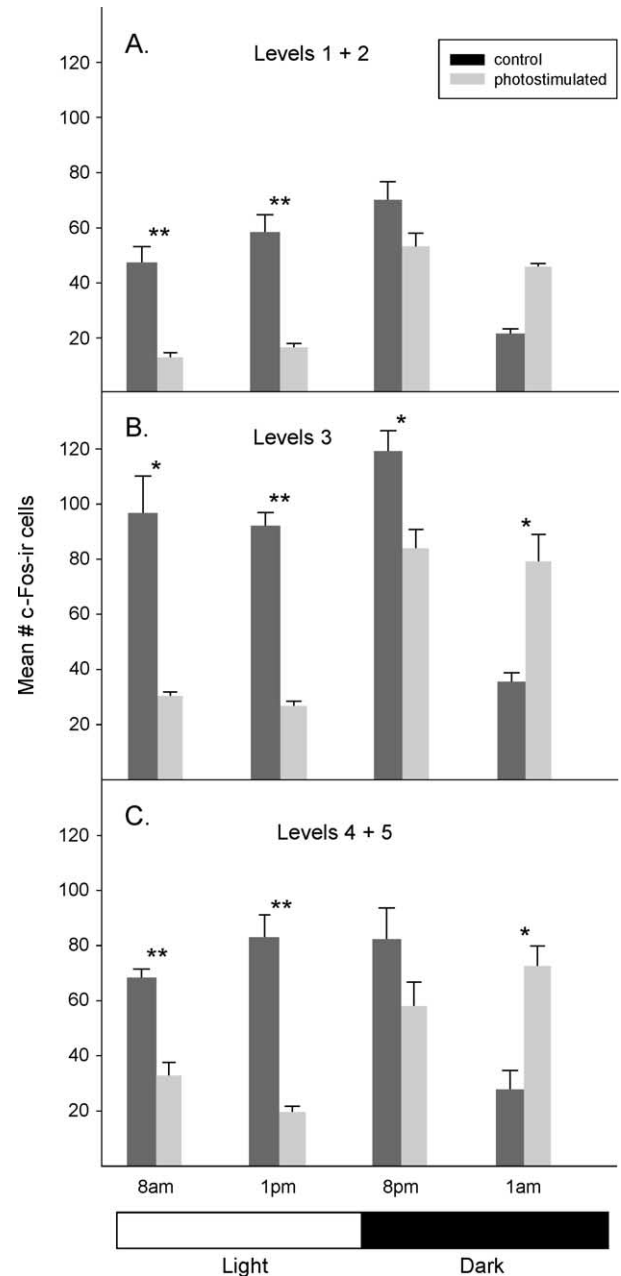 A.
Levels 1 + 2
control
photostimulated
120
100
80
60
40
20
**
**
B.
Levels 3
120
100
80
60
40
20
*
**
*
*
Mean # c-Fos-ir cells
C.
Levels 4 + 5
120
100
80
60
40
20
**
**
*
8am 1pm 8pm 1am
Light Dark